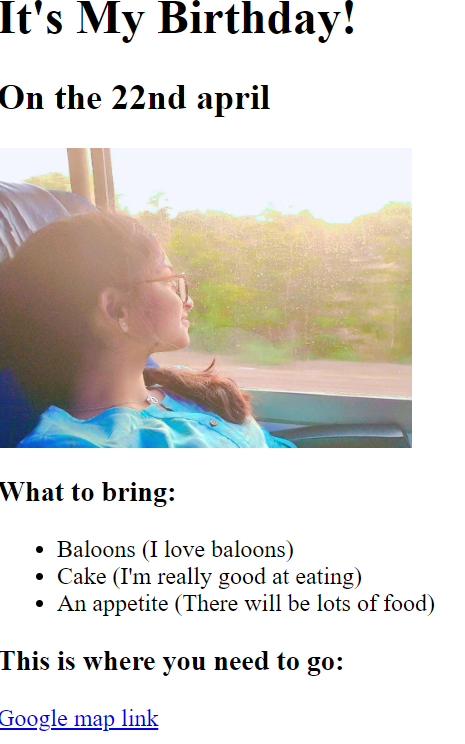 It's My Birthday!
On the 22nd april
What to bring:
Baloons (I love baloons)
Cake (I'm really good at eating)
An appetite (There will be lots of food)
This is where you need to go:
Google map link